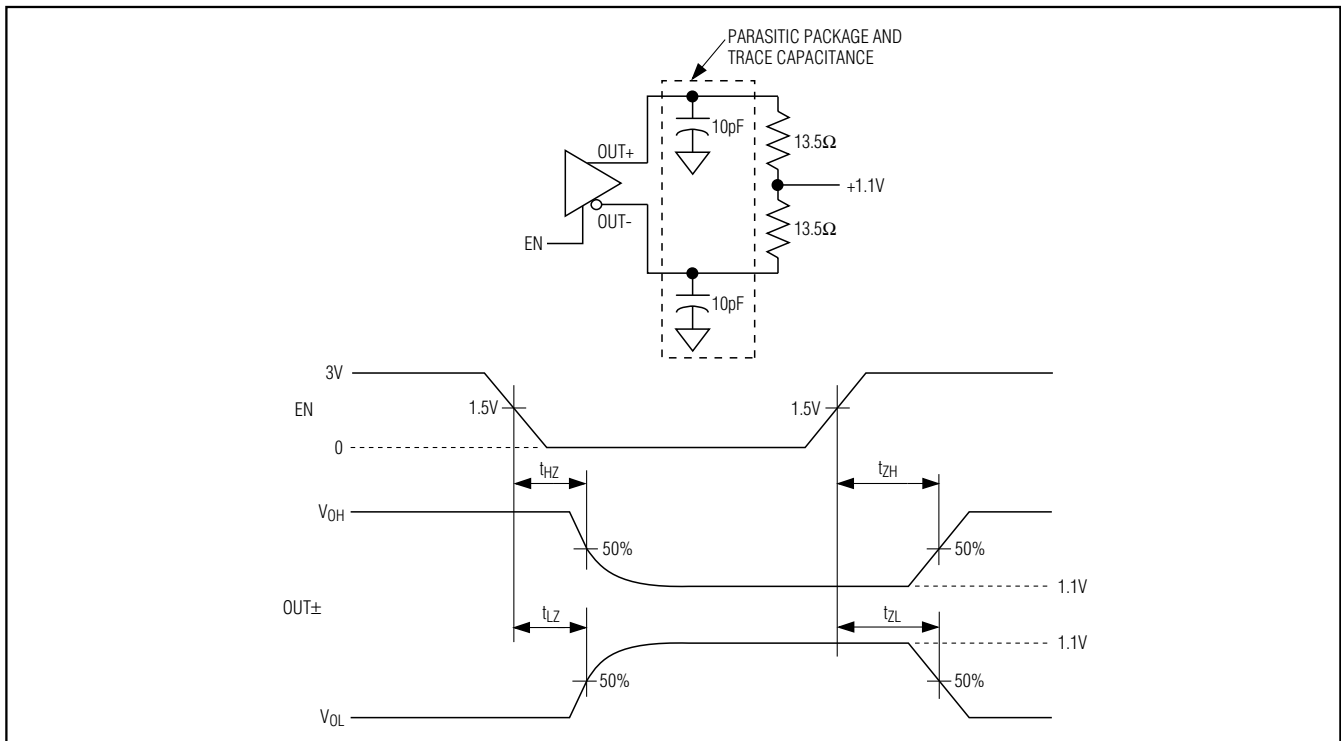 PARASITIC PACKAGE AND
TRACE CAPACITANCE
10pF
13.5Ω
OUT+
+1.1V
OUT-
13.5Ω
EN
10pF
3V
EN
1.5V
1.5V
0
tHZ
tZH
VOH
50%
50%
1.1V
OUT±
tLZ
tZL
1.1V
50%
50%
VOL